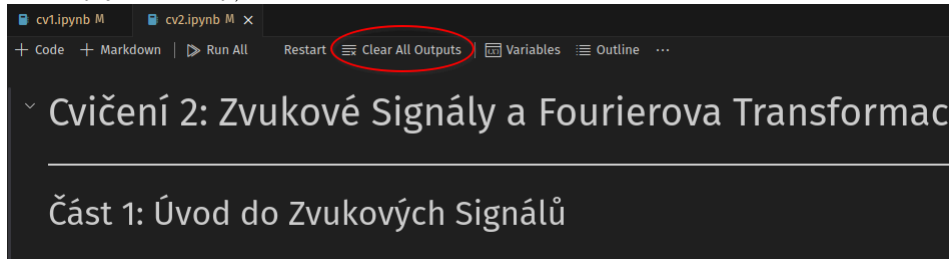 cv1.ipynb M cv2.ipynb M
Code Markdown Run All Restart Clear All Outputs Variables Outline ...
Cvičení 2: Zvukové Signály a Fourierova Transformac
Část 1: Úvod do Zvukových Signálů